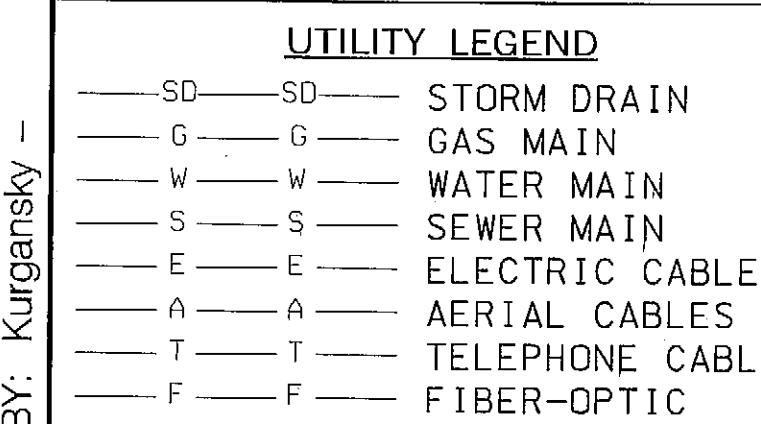 UTILITY LEGEND
SD SD STORM DRAIN
G G GAS MAIN
W W WATER MAIN
S S SEWER MAIN
E E ELECTRIC CABLE
A A AERIAL CABLES
T T TELEPHONE CABL
F F FIBER-OPTIC
BY: Kurgansky -